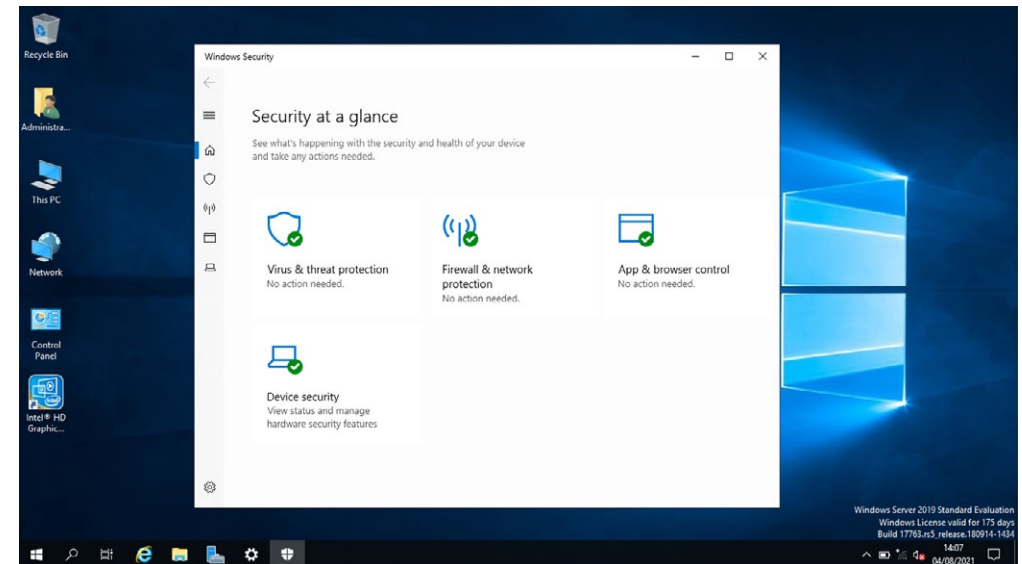 Recycle Bin
Administra...
This PC
Network
Control
Panel
Intel® HD
Graphic...
Windows Security
Security at a glance
See what's happening with the security and health of your device
and take any actions needed.
Virus & threat protection
No action needed.
Firewall & network
protection
No action needed.
App & browser control
No action needed.
Device security
View status and manage
hardware security features
Windows Server 2019 Standard Evaluation
Windows License valid for 175 days
Build 17763.rs5_release.180914-1434
14:07
04/08/2021